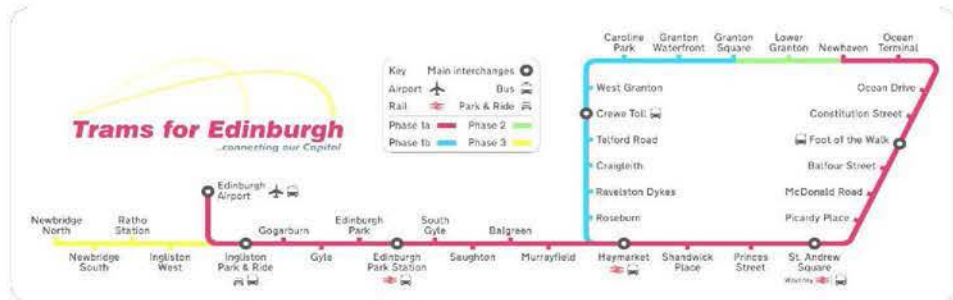 Trams for Edinburgh
...connecting our Capital
Key Main interchanges
Airport Bus
Rail Park & Ride
Phase 1a Phase 2
Phase 1b Phase 3
Caroline
Park
Granton
Waterfront
Granton
Square
Lower
Granton
Newhaven
Ocean
Terminal
West Granton
Crewe Toll
Telford Road
Craigleith
Ravelston Dykes
Roseburn
Ocean Drive
Constitution Street
Foot of the Walk
Balfour Street
McDonald Road
Picardy Place
Edinburgh
Airport
Newbridge
North
Newbridge
South
Ratho
Station
Ingliston
West
Ingliston
Park & Ride
Gogarburn
Gyle
Edinburgh
Park
Edinburgh
Park Station
South
Gyle
Saughton
Balgreen
Murrayfield
Haymarket
Shandwick
Place
Princes
Street
St. Andrew
Square
Waverley